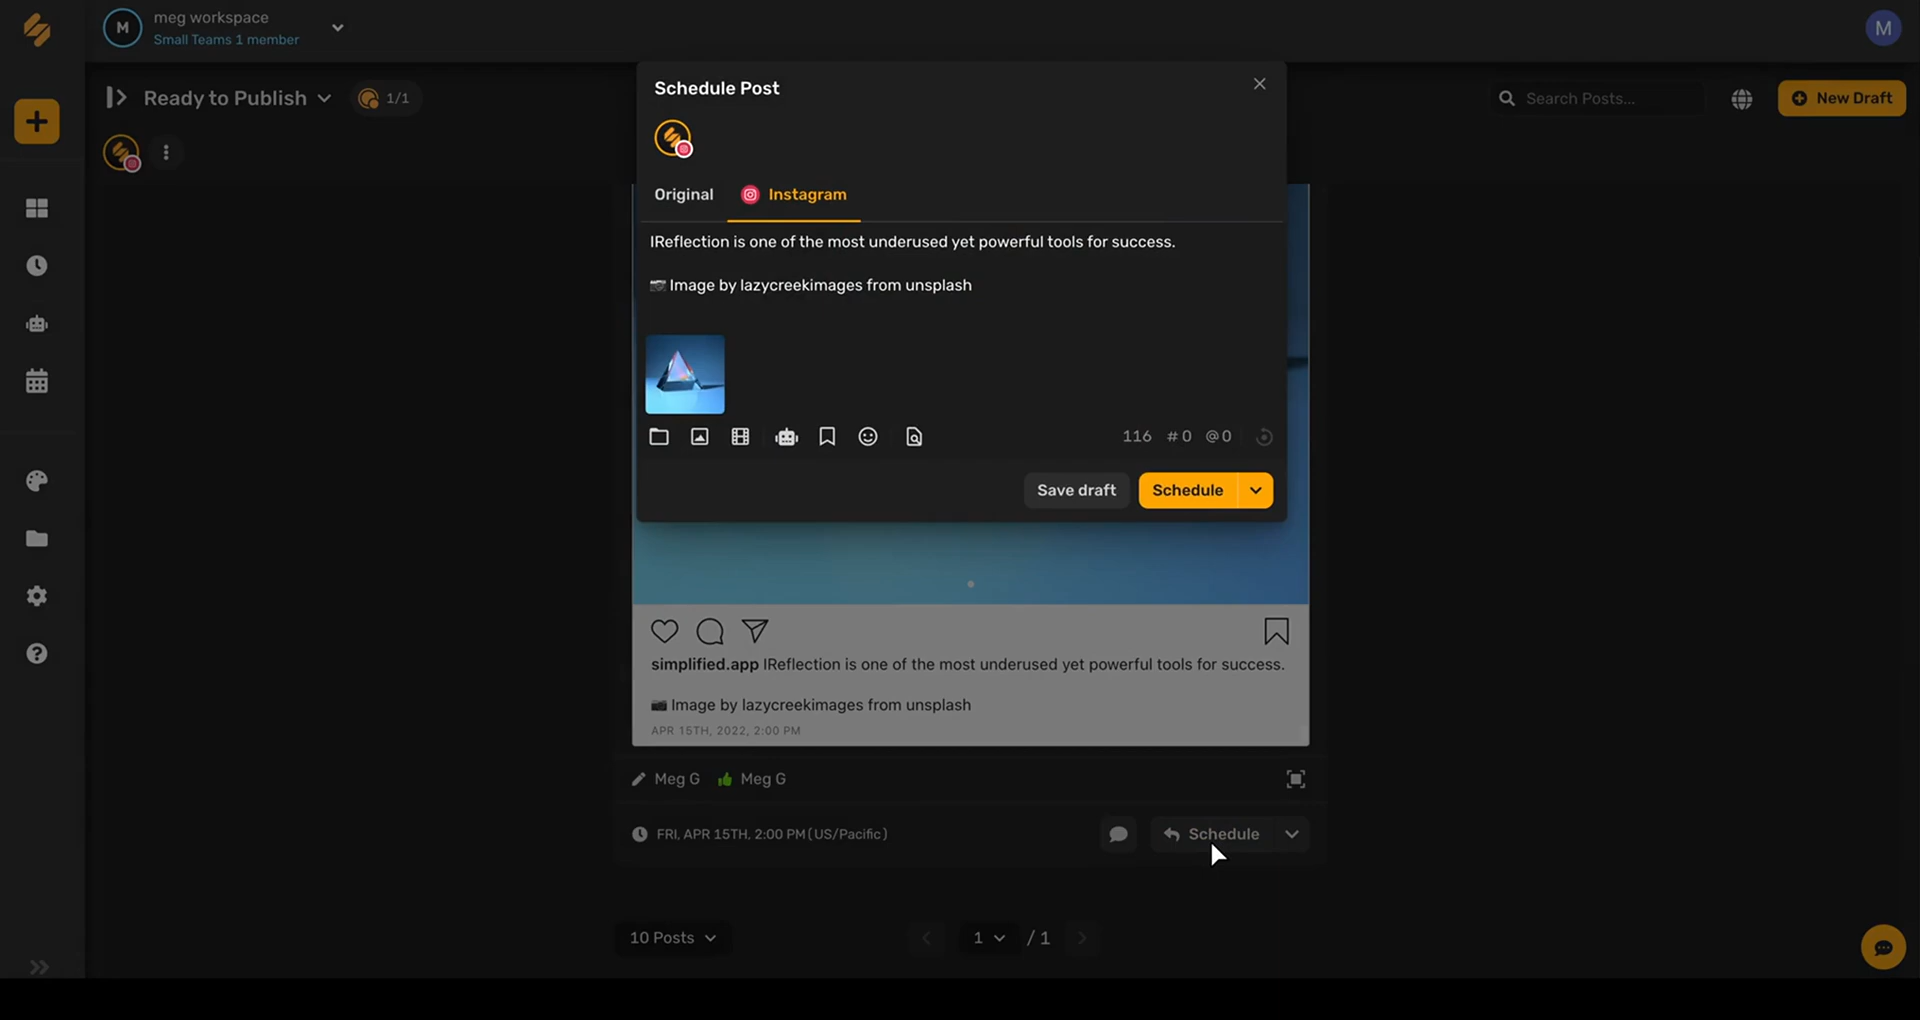 M
meg workspace
Small Teams 1 member
M
Ready to Publish
1/1
Search Posts...
New Draft
Schedule Post
Original
Instagram
IReflection is one of the most underused yet powerful tools for success.
📷 Image by lazycreekimages from unsplash
116 # 0 @ 0
Save draft
Schedule
simplified.app IReflection is one of the most underused yet powerful tools for success.
📷 Image by lazycreekimages from unsplash
APR 15TH, 2022, 2:00 PM
Meg G
Meg G
FRI, APR 15TH, 2:00 PM (US/Pacific)
Schedule
10 Posts
1 / 1